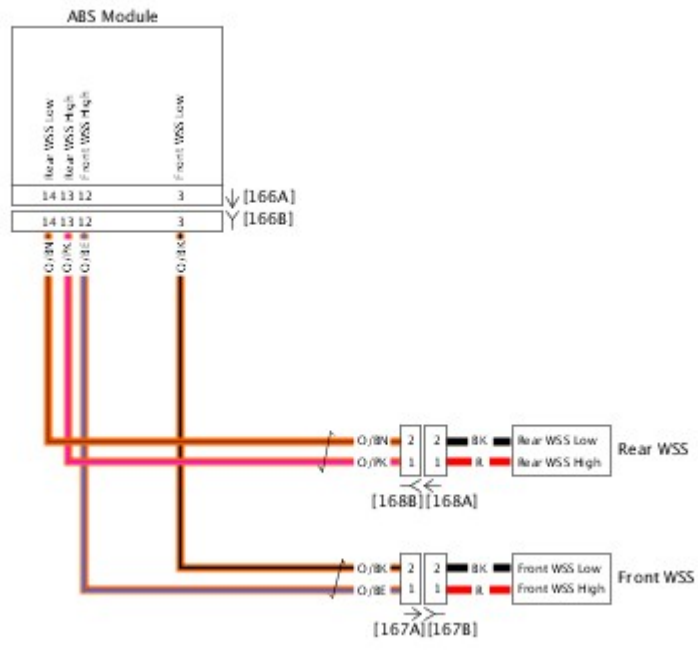 ABS Module
Rear WSS Low
Rear WSS High
Front WSS High
Front WSS Low
14 13 12 3 [166A]
14 13 12 3 [166B]
O/BN O/PK O/BE O/BK
O/BN 2 2 BK Rear WSS Low
O/PK 1 1 R Rear WSS High
Rear WSS
[168B] [168A]
O/BK 2 2 BK Front WSS Low
O/BE 1 1 R Front WSS High
Front WSS
[167A] [167B]